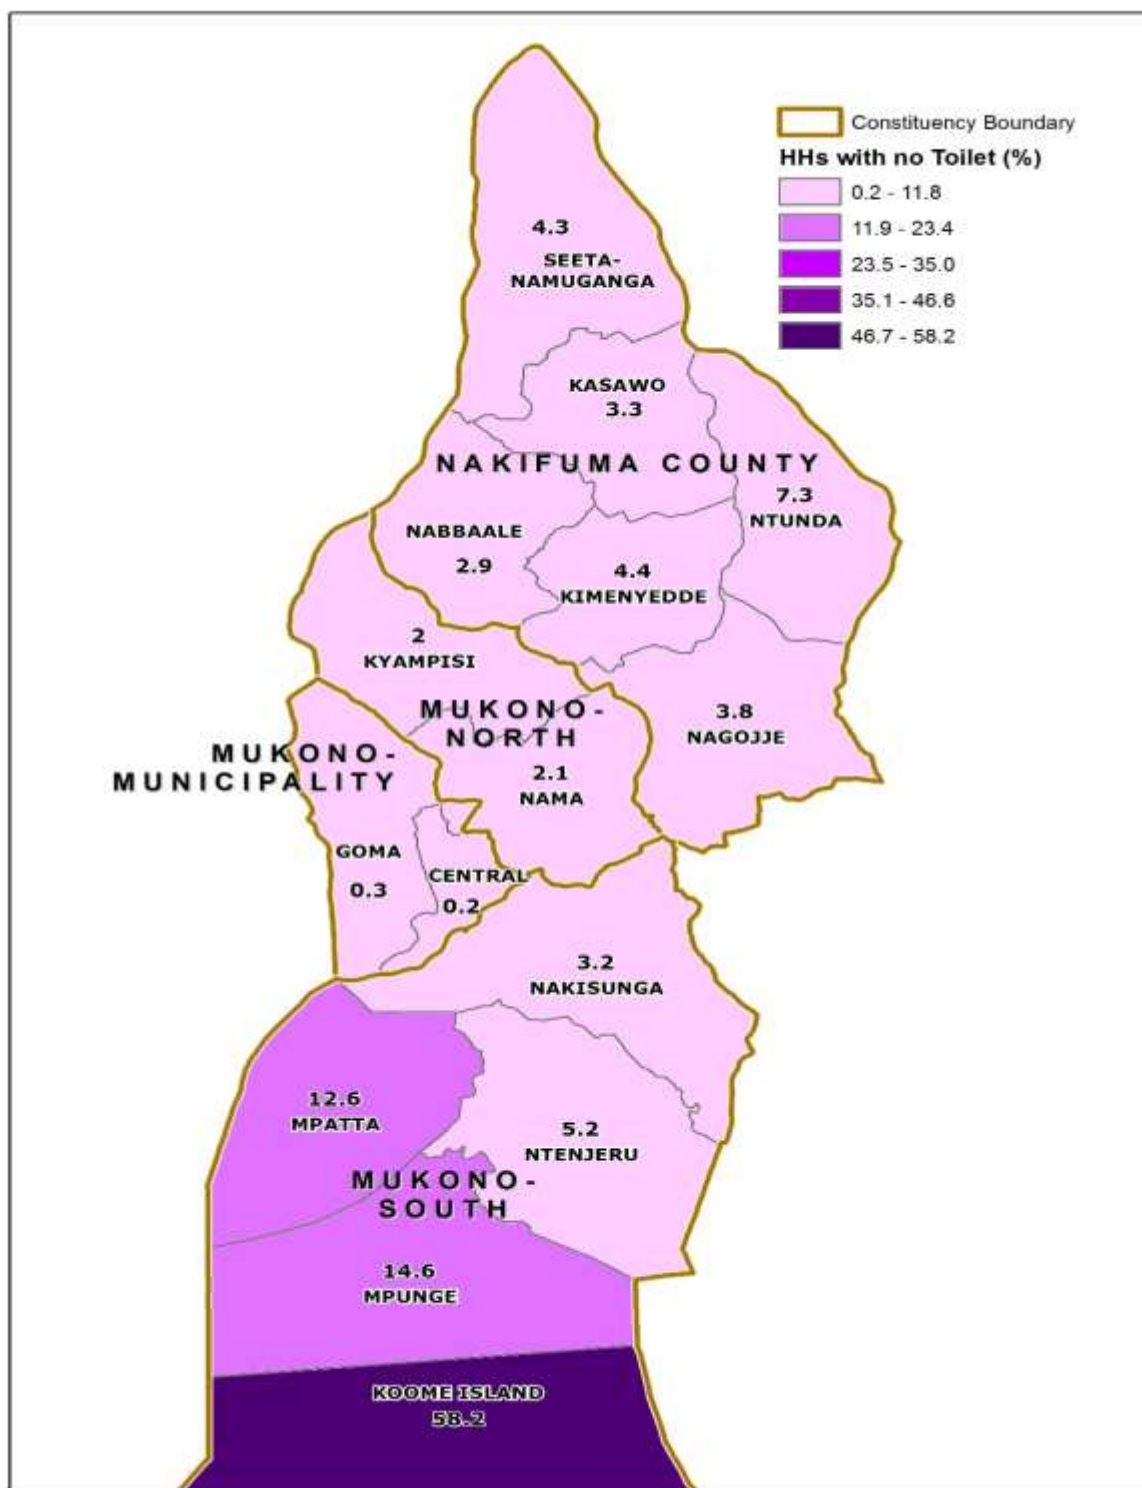 Constituency Boundary
HHs with no Toilet (%)
0.2 - 11.8
11.9 - 23.4
23.5 - 35.0
35.1 - 46.6
46.7 - 58.2
4.3
SEETA-
NAMUGANGA
KASAWO
3.3
NAKIFUMA COUNTY
7.3
NTUNDA
NABBAALE
2.9
4.4
KIMENYEDDE
2
KYAMPISI
MUKONO-
NORTH
3.8
NAGOJJE
MUKONO-
MUNICIPALITY
2.1
NAMA
GOMA
0.3
CENTRAL
0.2
3.2
NAKISUNGA
12.6
MPATTA
5.2
NTENJERU
MUKONO-
SOUTH
14.6
MPUNGE
KOOME ISLAND
58.2